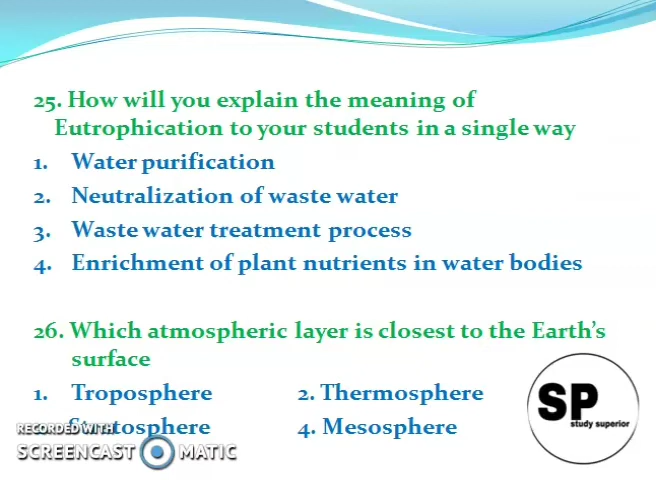 25. How will you explain the meaning of
Eutrophication to your students in a single way
1. Water purification
2. Neutralization of waste water
3. Waste water treatment process
4. Enrichment of plant nutrients in water bodies
26. Which atmospheric layer is closest to the Earth's
surface
1. Troposphere 2. Thermosphere
Stratosphere 4. Mesosphere
RECORDED WITH
SCREENCAST MATIC
SP
study superior